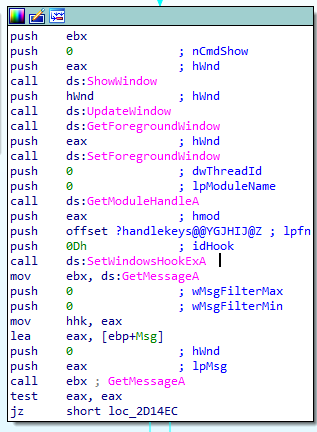 push ebx
push 0 ; nCmdShow
push eax ; hWnd
call ds:ShowWindow
push hWnd ; hWnd
call ds:UpdateWindow
call ds:GetForegroundWindow
push eax ; hWnd
call ds:SetForegroundWindow
push 0 ; dwThreadId
push 0 ; lpModuleName
call ds:GetModuleHandleA
push eax ; hmod
push offset ?handlekeys@@YGJHIJ@Z ; lpfn
push 0Dh ; idHook
call ds:SetWindowsHookExA
mov ebx, ds:GetMessageA
push 0 ; wMsgFilterMax
push 0 ; wMsgFilterMin
mov hhk, eax
lea eax, [ebp+Msg]
push 0 ; hWnd
push eax ; lpMsg
call ebx ; GetMessageA
test eax, eax
jz short loc_2D14EC